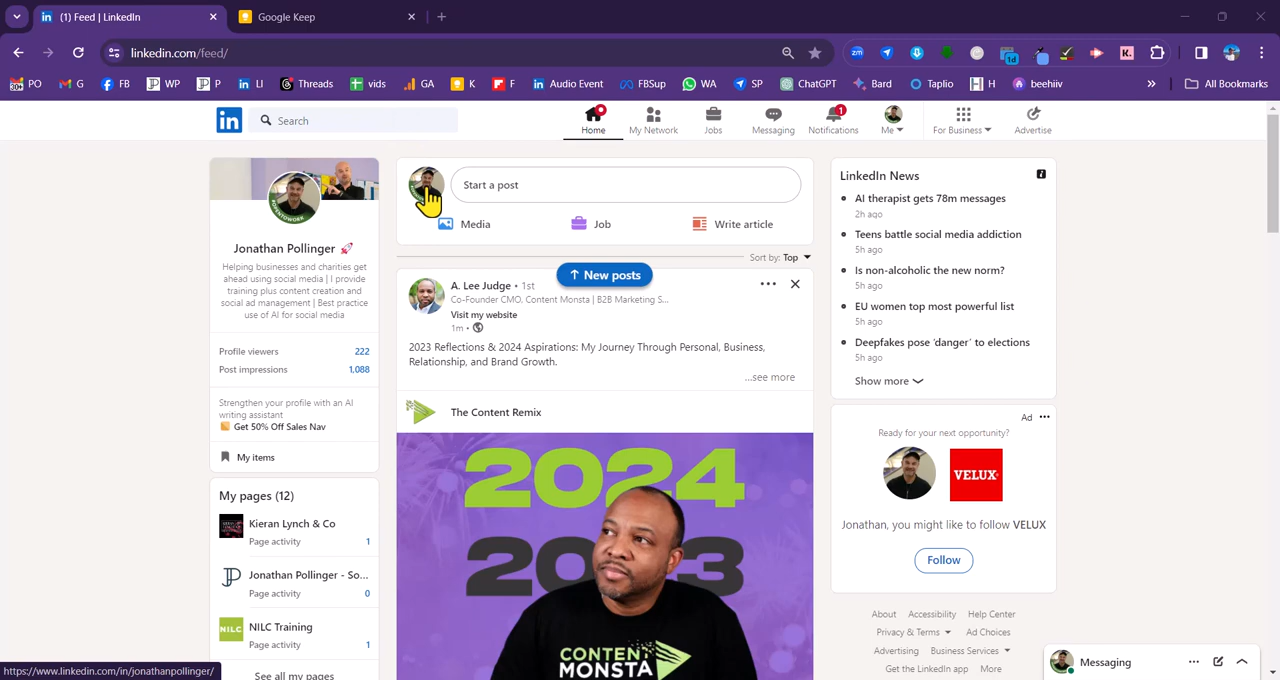 (1) Feed | LinkedIn
Google Keep
linkedin.com/feed/
1d
PO
G
FB
WP
P
LI
Threads
vids
GA
K
F
Audio Event
FBSup
WA
SP
ChatGPT
Bard
Taplio
H
beehiiv
All Bookmarks
Search
Home
My Network
Jobs
Messaging
1
Notifications
Me
For Business
Advertise
Jonathan Pollinger
Helping businesses and charities get
ahead using social media | I provide
training plus content creation and
social ad management | Best practice
use of AI for social media
Profile viewers 222
Post impressions 1,088
Strengthen your profile with an AI
writing assistant
Get 50% Off Sales Nav
My items
My pages (12)
Kieran Lynch & Co
Page activity 1
Jonathan Pollinger - So...
Page activity 0
NILC
NILC Training
Page activity 1
See all my pages
#OPENTOWORK
Start a post
Media
Job
Write article
Sort by: Top
New posts
A. Lee Judge • 1st
Co-Founder CMO, Content Monsta | B2B Marketing S...
Visit my website
1m •
2023 Reflections & 2024 Aspirations: My Journey Through Personal, Business,
Relationship, and Brand Growth.
...see more
The Content Remix
2024
2023
CONTENT
MONSTA
LinkedIn News
AI therapist gets 78m messages
2h ago
Teens battle social media addiction
5h ago
Is non-alcoholic the new norm?
5h ago
EU women top most powerful list
5h ago
Deepfakes pose ‘danger’ to elections
5h ago
Show more
Ad
Ready for your next opportunity?
VELUX
Jonathan, you might like to follow VELUX
Follow
About Accessibility Help Center
Privacy & Terms Ad Choices
Advertising Business Services
Get the LinkedIn app More
Messaging
https://www.linkedin.com/in/jonathanpollinger/